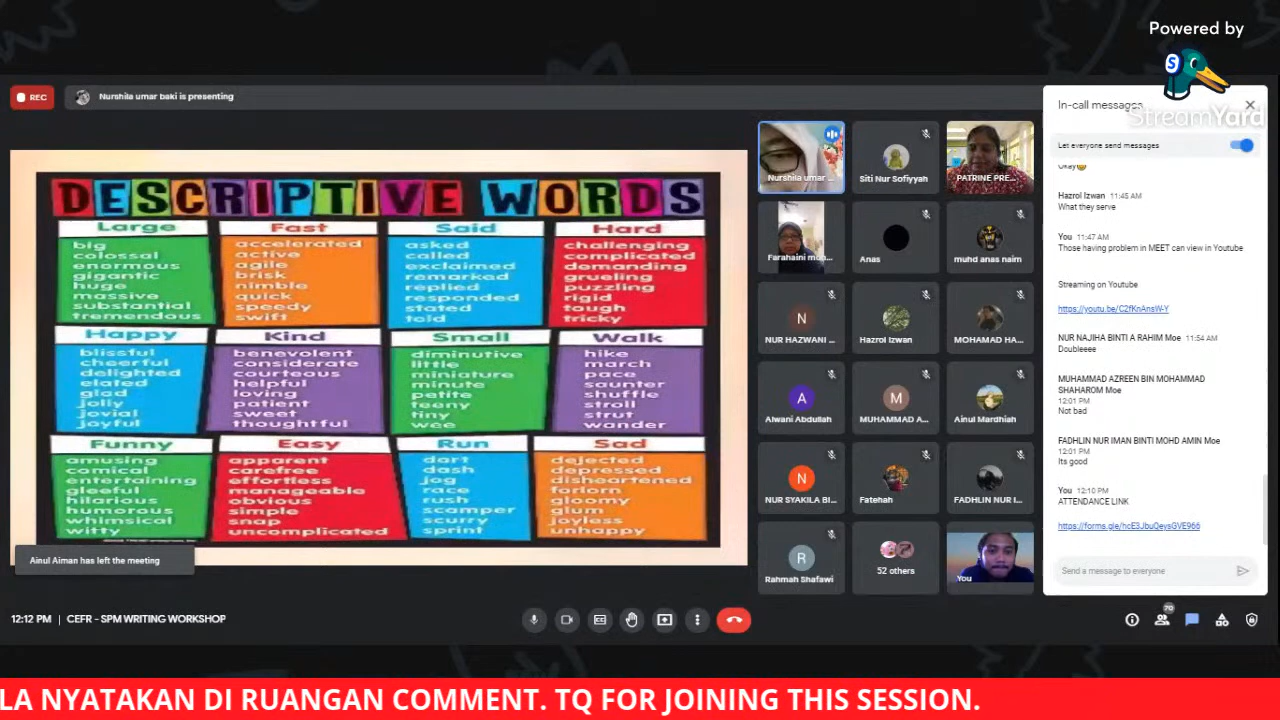 Powered by
StreamYard
REC
Nurshila umar baki is presenting
DESCRIPTIVE WORDS
Large
big
colossal
enormous
gigantic
huge
massive
substantial
tremendous
Fast
accelerated
active
agile
brisk
nimble
quick
speedy
swift
Said
asked
called
exclaimed
remarked
replied
responded
stated
told
Hard
challenging
complicated
demanding
grueling
puzzling
rigid
tough
tricky
Happy
blissful
cheerful
delighted
elated
glad
jolly
jovial
joyful
Kind
benevolent
considerate
courteous
helpful
loving
patient
sweet
thoughtful
Small
diminutive
little
miniature
minute
petite
teeny
tiny
wee
Walk
hike
march
pace
saunter
shuffle
stroll
strut
wander
Funny
amusing
comical
entertaining
gleeful
hilarious
humorous
whimsical
witty
Easy
apparent
carefree
effortless
manageable
obvious
simple
snap
uncomplicated
Run
dart
dash
jog
race
rush
scamper
scurry
sprint
Sad
dejected
depressed
disheartened
forlorn
gloomy
glum
joyless
unhappy
Ainul Aiman has left the meeting
Nurshila umar ...
Siti Nur Sofiyyah
PATRINE PRE...
Farahaini moh...
Anas
muhd anas naim
N
NUR HAZWANI ...
Hazrol Izwan
MOHAMAD HA...
A
Alwani Abdullah
M
MUHAMMAD A...
Ainul Mardhiah
N
NUR SYAKILA BI...
Fatehah
FADHLIN NUR I...
R
Rahmah Shafawi
52 others
You
In-call messages
Let everyone send messages
Okay
Hazrol Izwan 11:45 AM
What they serve
You 11:47 AM
Those having problem in MEET can view in Youtube
Streaming on Youtube
https://youtu.be/C2fKnAnsW-Y
NUR NAJIHA BINTI A RAHIM Moe 11:54 AM
Doubleeee
MUHAMMAD AZREEN BIN MOHAMMAD
SHAHAROM Moe
12:01 PM
Not bad
FADHLIN NUR IMAN BINTI MOHD AMIN Moe
12:01 PM
Its good
You 12:10 PM
ATTENDANCE LINK
https://forms.gle/hcE3JbuQeysGVE966
Send a message to everyone
12:12 PM | CEFR - SPM WRITING WORKSHOP
70
LA NYATAKAN DI RUANGAN COMMENT. TQ FOR JOINING THIS SESSION.